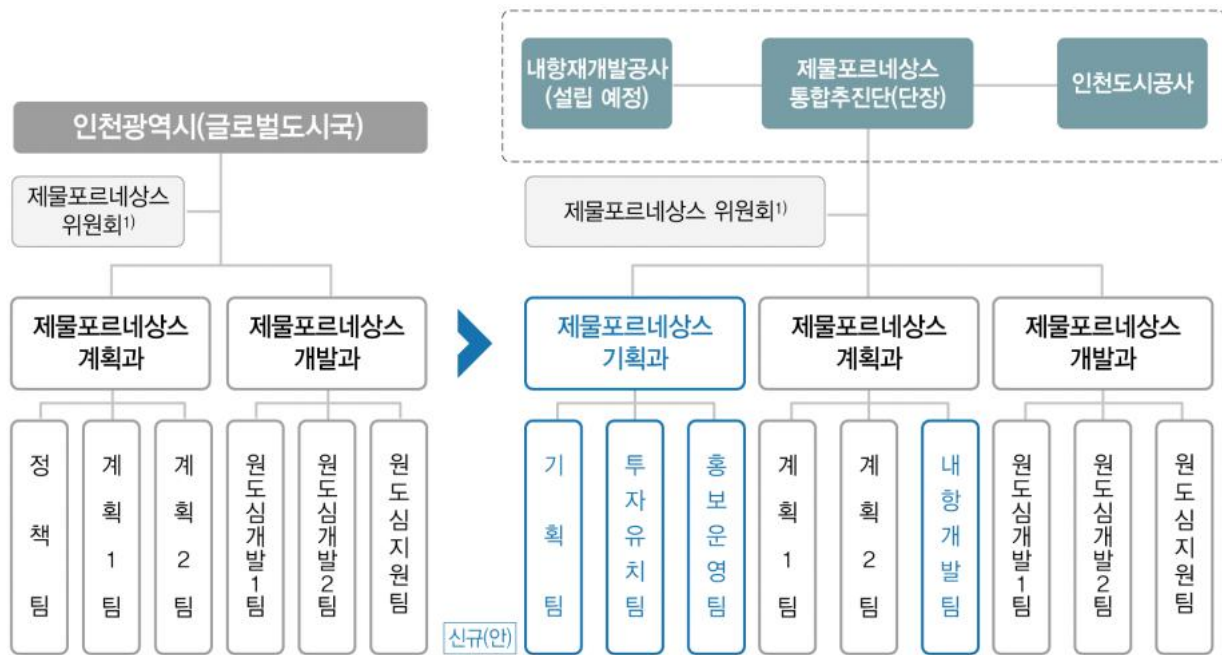 인천광역시(글로벌도시국)
제물포르네상스
위원회1)
제물포르네상스
계획과
제물포르네상스
개발과
정책팀
계획1팀
계획2팀
원도심개발1팀
원도심개발2팀
원도심지원팀
내항재개발공사
(설립 예정)
제물포르네상스
통합추진단(단장)
인천도시공사
제물포르네상스 위원회1)
제물포르네상스
기획과
제물포르네상스
계획과
제물포르네상스
개발과
신규(안)
기획팀
투자유치팀
홍보운영팀
계획1팀
계획2팀
내항개발팀
원도심개발1팀
원도심개발2팀
원도심지원팀